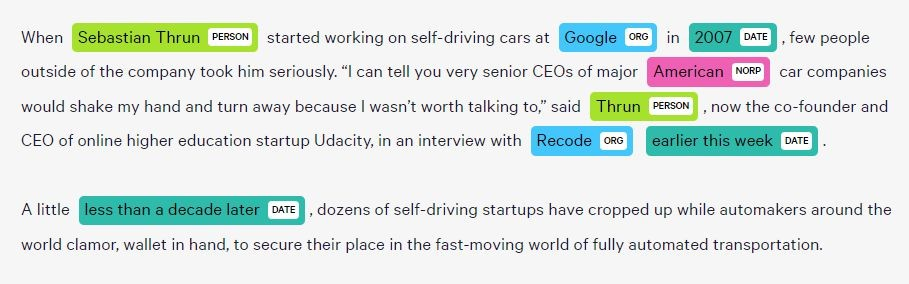 When Sebastian Thrun PERSON started working on self-driving cars at Google ORG in 2007 DATE , few people
outside of the company took him seriously. “I can tell you very senior CEOs of major American NORP car companies
would shake my hand and turn away because I wasn’t worth talking to,” said Thrun PERSON , now the co-founder and
CEO of online higher education startup Udacity, in an interview with Recode ORG earlier this week DATE .
A little less than a decade later DATE , dozens of self-driving startups have cropped up while automakers around the
world clamor, wallet in hand, to secure their place in the fast-moving world of fully automated transportation.